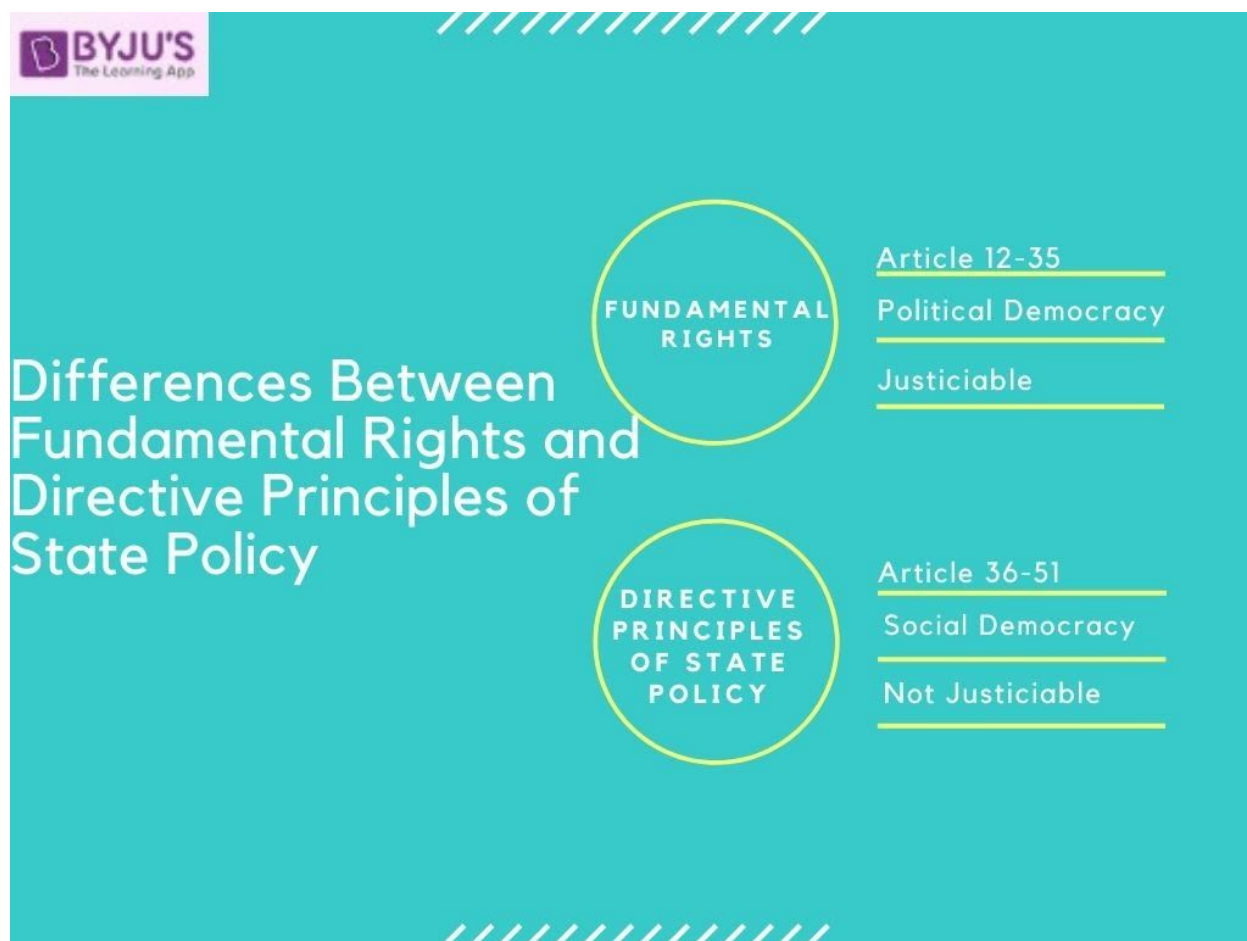 BYJU'S
The Learning App
Differences Between
Fundamental Rights and
Directive Principles of
State Policy
FUNDAMENTAL
RIGHTS
Article 12-35
Political Democracy
Justiciable
DIRECTIVE
PRINCIPLES
OF STATE
POLICY
Article 36-51
Social Democracy
Not Justiciable